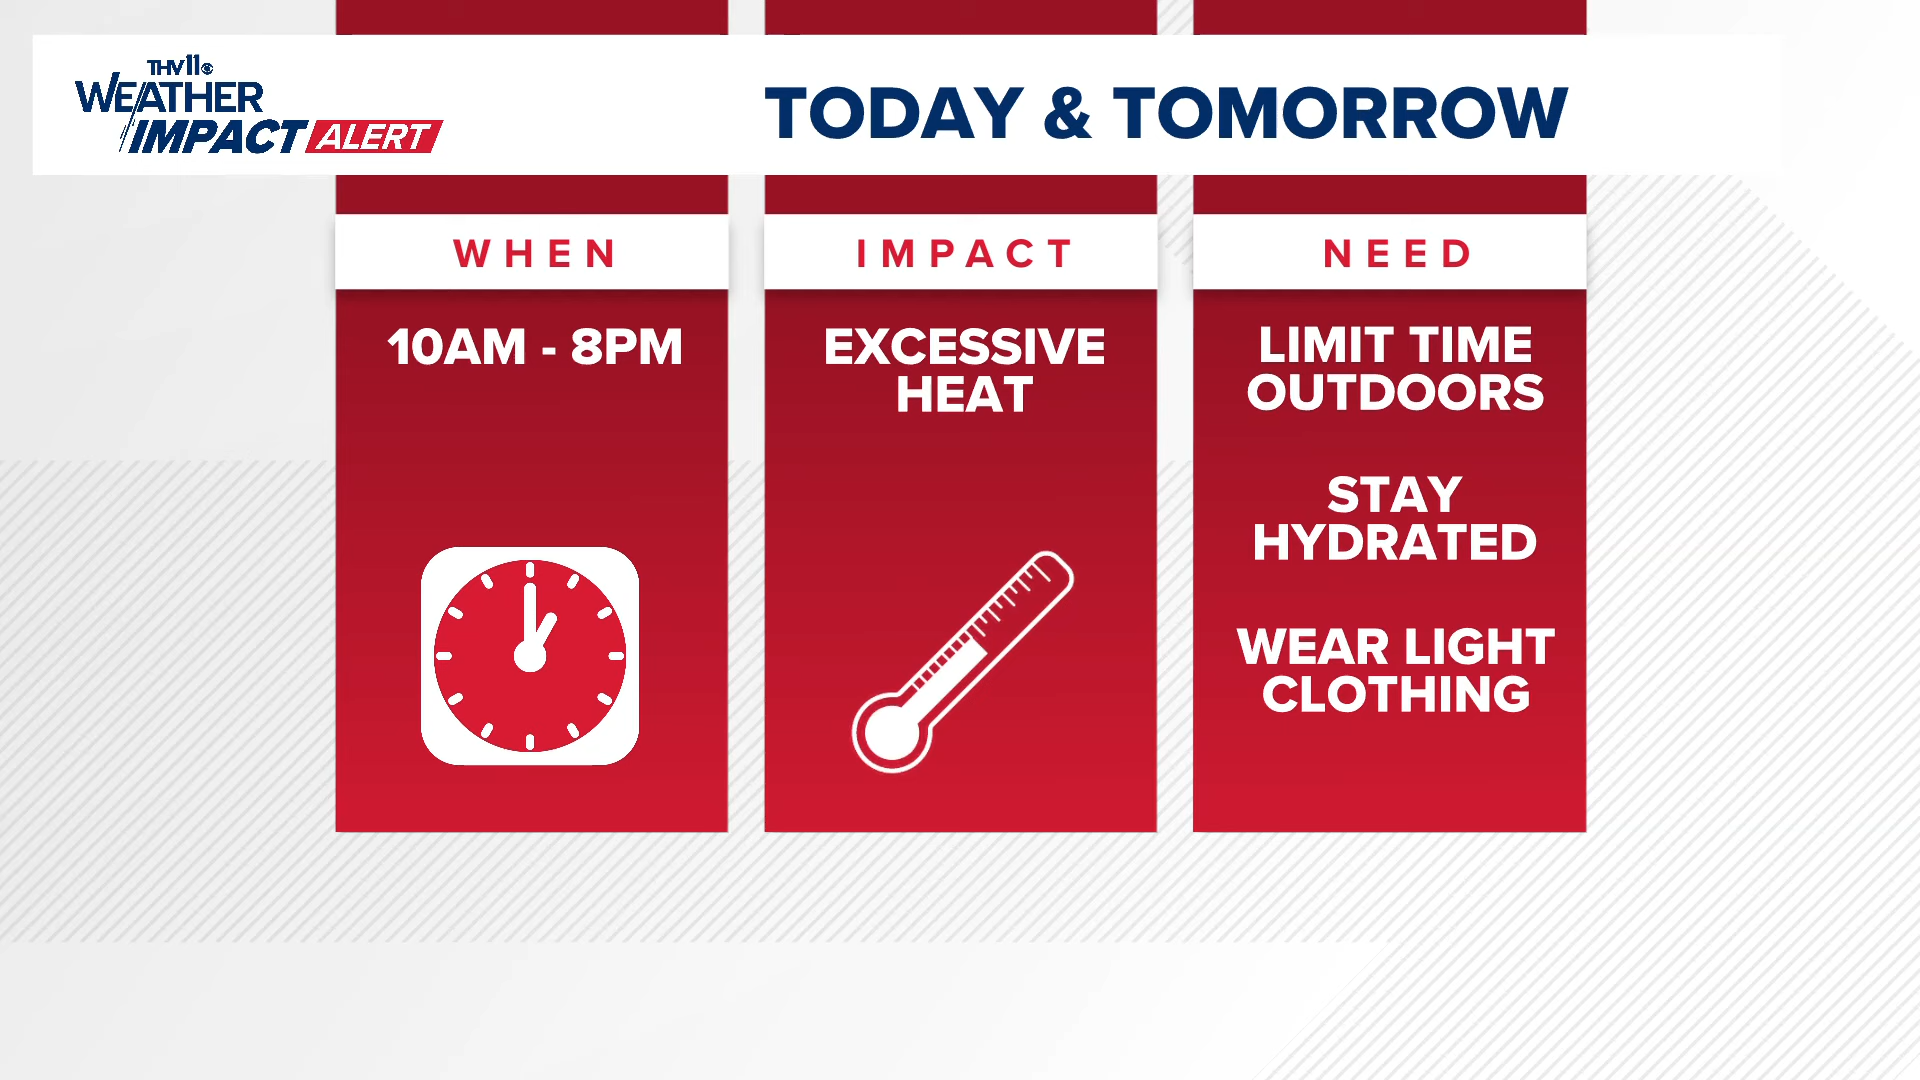 THV11
WEATHER
IMPACT ALERT
TODAY & TOMORROW
WHEN
10AM - 8PM
IMPACT
EXCESSIVE
HEAT
NEED
LIMIT TIME
OUTDOORS
STAY
HYDRATED
WEAR LIGHT
CLOTHING